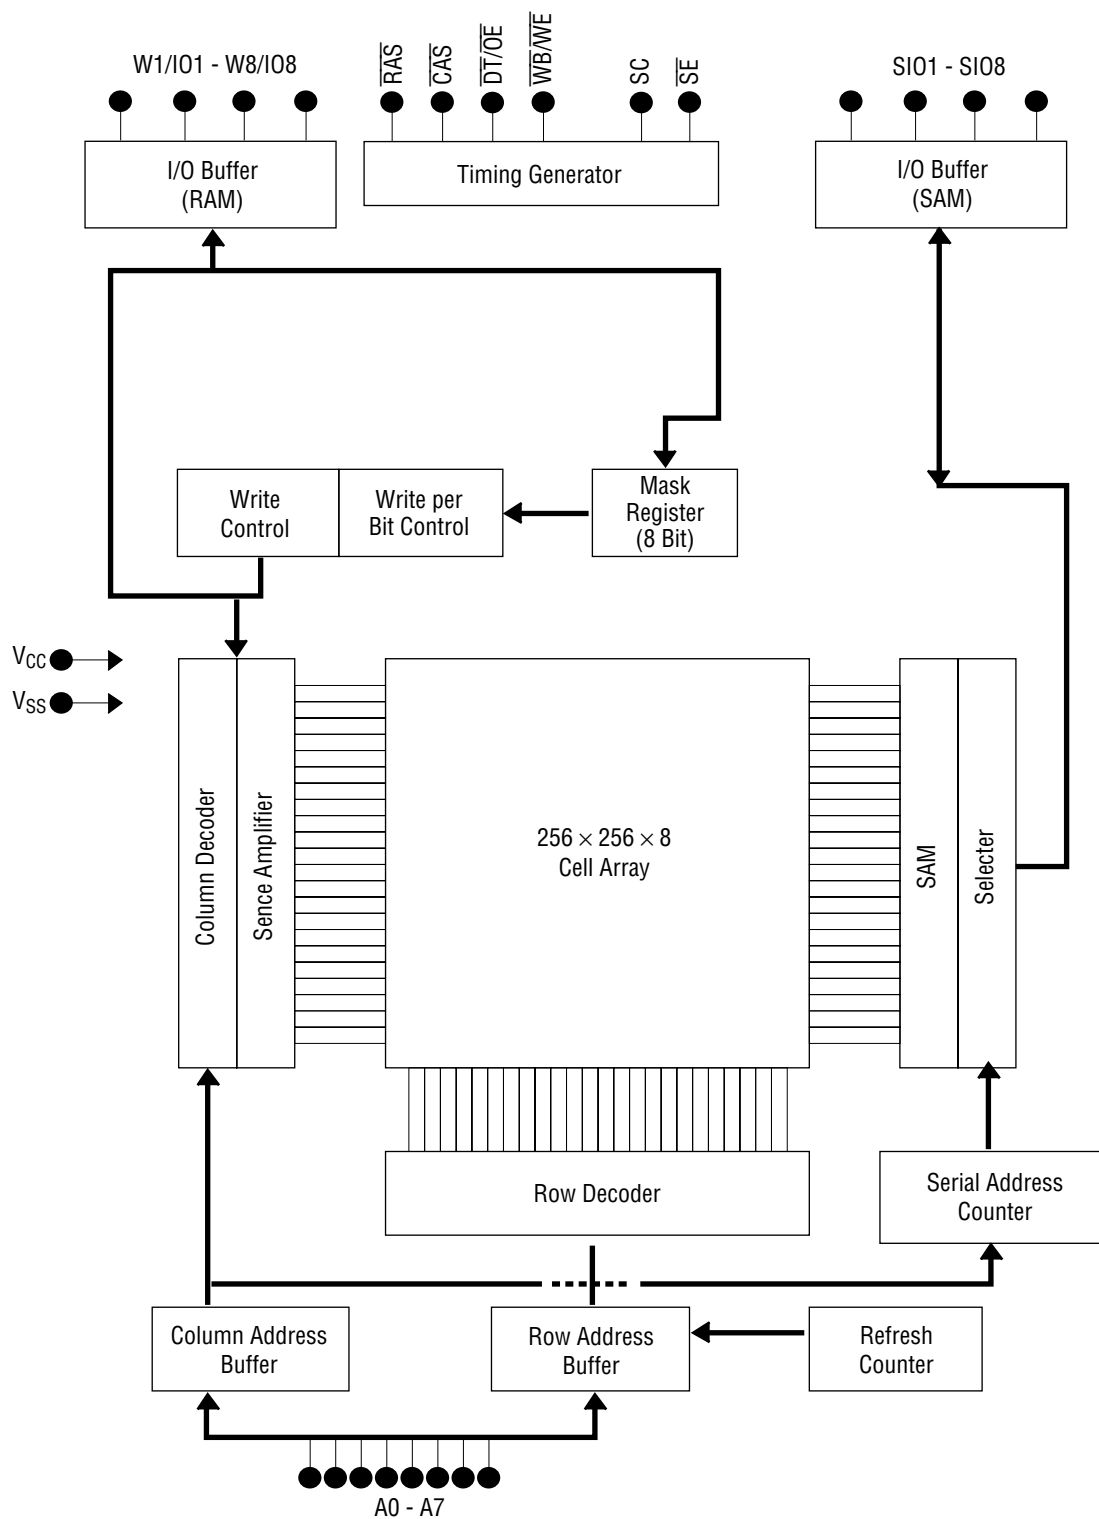 W1/IO1 - W8/IO8
RAS
CAS
DT/OE
WB/WE
SC
SE
SIO1 - SIO8
I/O Buffer
(RAM)
Timing Generator
I/O Buffer
(SAM)
Write
Control
Write per
Bit Control
Mask
Register
(8 Bit)
VCC
VSS
Column Decoder
Sence Amplifier
256 × 256 × 8
Cell Array
SAM
Selecter
Row Decoder
Serial Address
Counter
Column Address
Buffer
Row Address
Buffer
Refresh
Counter
A0 - A7